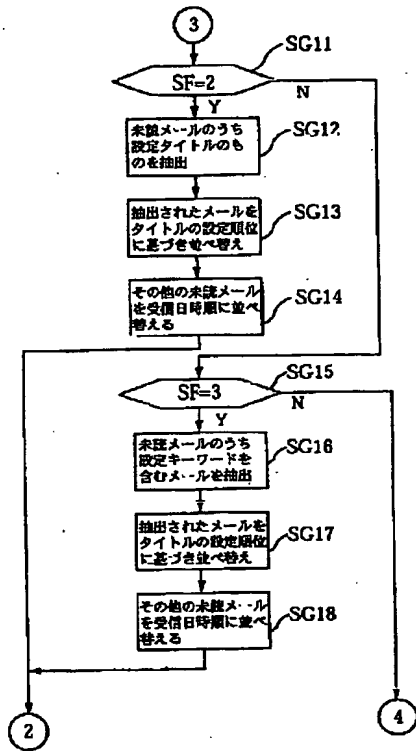 3
SG11
SF=2
N
Y
未読メールのうち
設定タイトルのも
のを抽出
SG12
抽出されたメールを
タイトルの設定順位
に基づき並べ替え
SG13
その他の未読メール
を受信日時順に並べ
替える
SG14
SG15
SF=3
N
Y
未読メールのうち
設定キーワードを
含むメールを抽出
SG16
抽出されたメールを
タイトルの設定順位
に基づき並べ替え
SG17
その他の未読メール
を受信日時順に並べ
替える
SG18
2
4